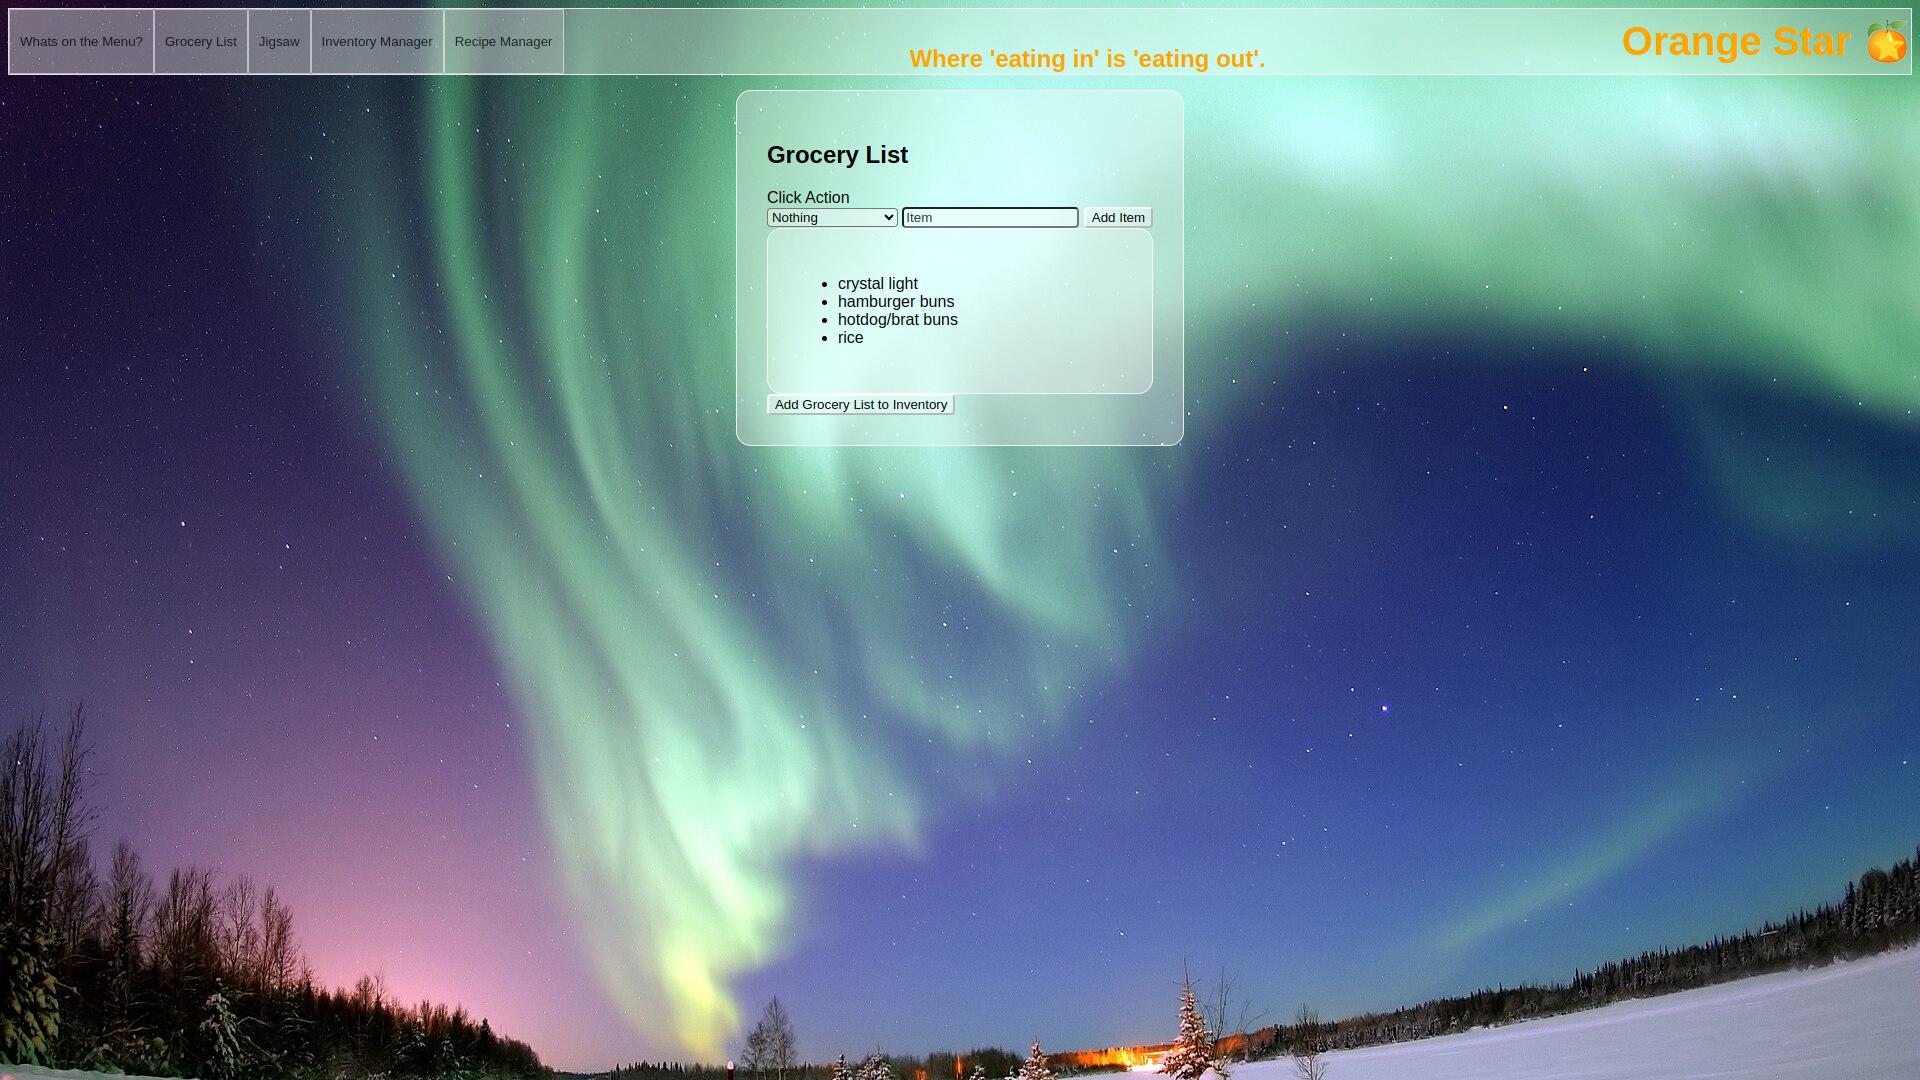 Whats on the Menu?
Grocery List
Jigsaw
Inventory Manager
Recipe Manager
Where 'eating in' is 'eating out'.
Orange Star
Grocery List
Click Action
Nothing
Item
Add Item
crystal light
hamburger buns
hotdog/brat buns
rice
Add Grocery List to Inventory